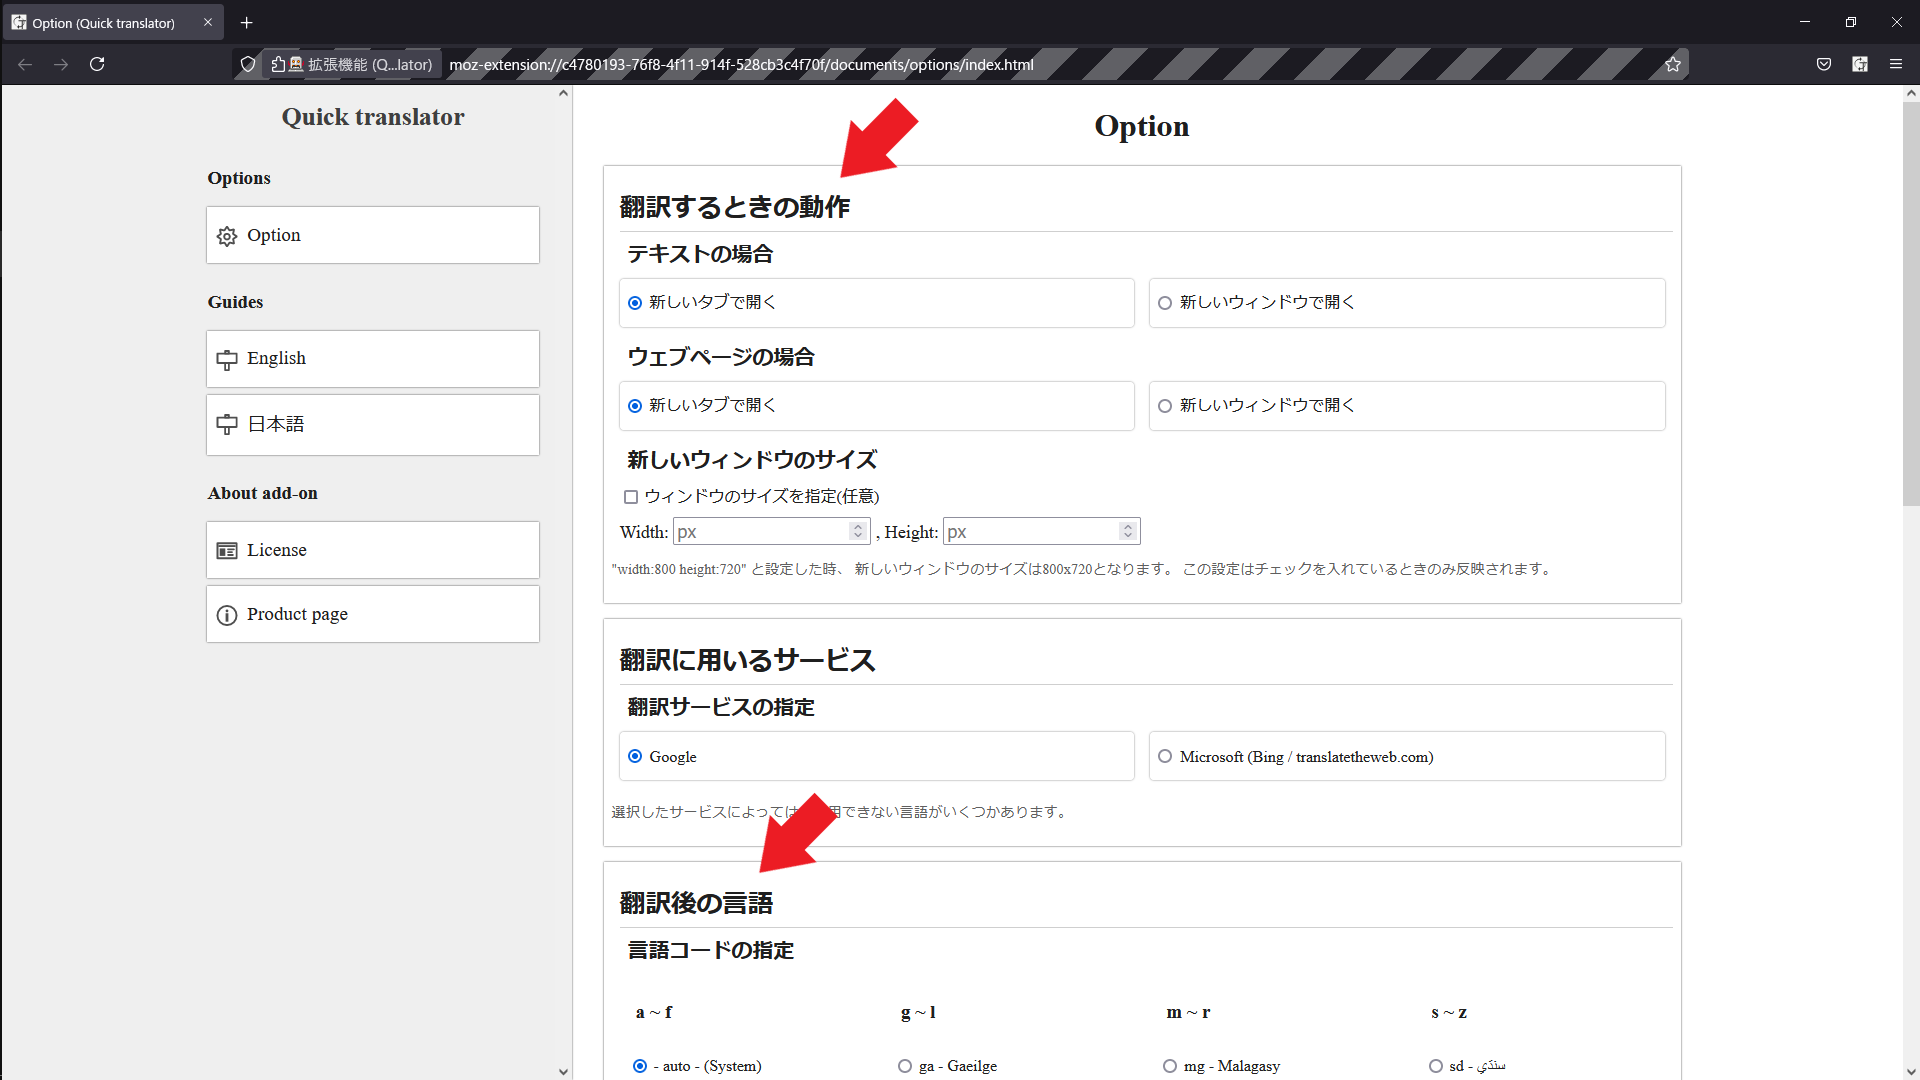 Option (Quick translator)
拡張機能 (Q...lator)
moz-extension://c4780193-76f8-4f11-914f-528cb3c4f70f/documents/options/index.html
Quick translator
Options
Option
Guides
English
日本語
About add-on
License
Product page
Option
翻訳するときの動作
テキストの場合
新しいタブで開く
新しいウィンドウで開く
ウェブページの場合
新しいタブで開く
新しいウィンドウで開く
新しいウィンドウのサイズ
ウィンドウのサイズを指定(任意)
Width: px , Height: px
"width:800 height:720" と設定した時、 新しいウィンドウのサイズは800x720となります。 この設定はチェックを入れているときのみ反映されます。
翻訳に用いるサービス
翻訳サービスの指定
Google
Microsoft (Bing / translatetheweb.com)
選択したサービスによっては用できない言語がいくつかあります。
翻訳後の言語
言語コードの指定
a ~ f
g ~ l
m ~ r
s ~ z
- auto - (System)
ga - Gaeilge
mg - Malagasy
sd - سنڌي